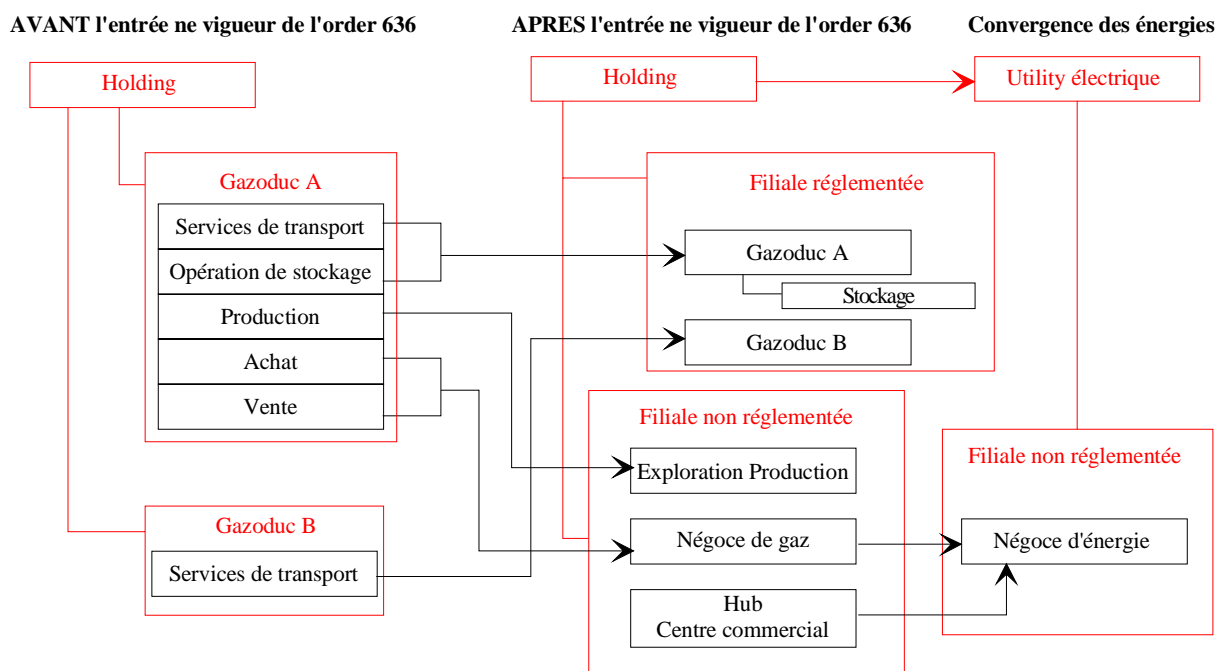 AVANT l'entrée ne vigueur de l'order 636
Holding
Gazoduc A
Services de transport
Opération de stockage
Production
Achat
Vente
Gazoduc B
Services de transport
APRES l'entrée ne vigueur de l'order 636
Holding
Filiale réglementée
Gazoduc A
Stockage
Gazoduc B
Filiale non réglementée
Exploration Production
Négoce de gaz
Hub
Centre commercial
Convergence des énergies
Utility électrique
Filiale non réglementée
Négoce d'énergie